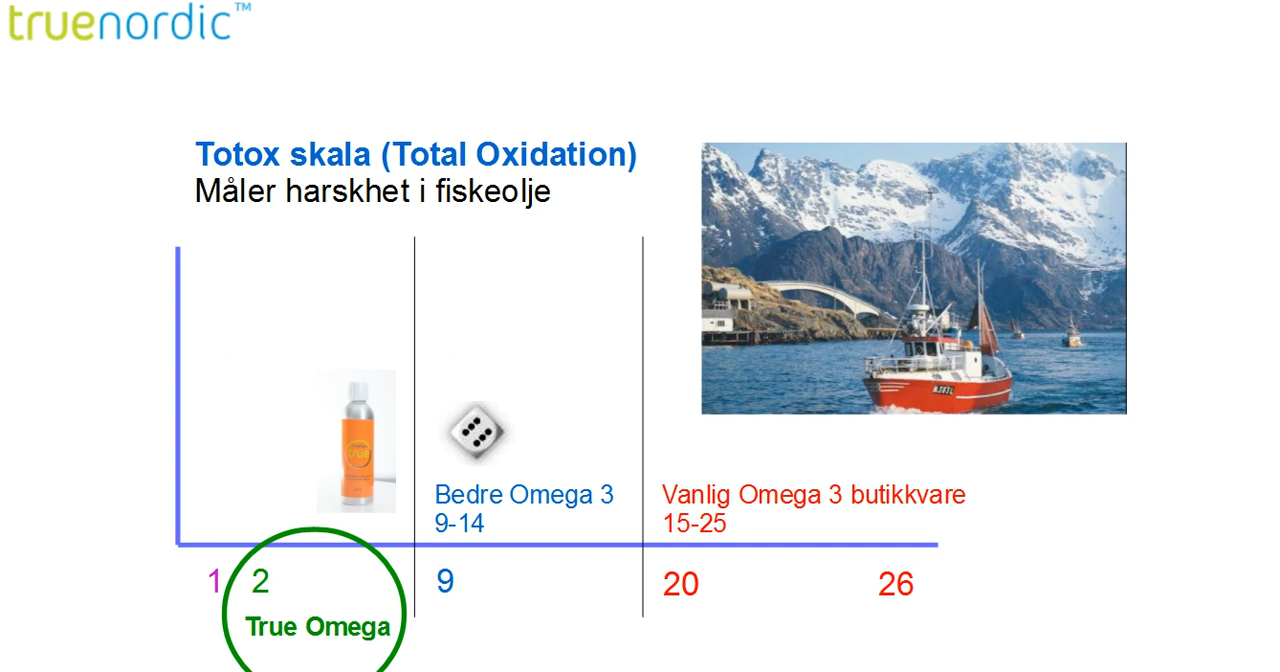 truenordic™
Totox skala (Total Oxidation)
Måler harskhet i fiskeolje
true
Bedre Omega 3
9-14
Vanlig Omega 3 butikkvare
15-25
1 2 9 20 26
True Omega